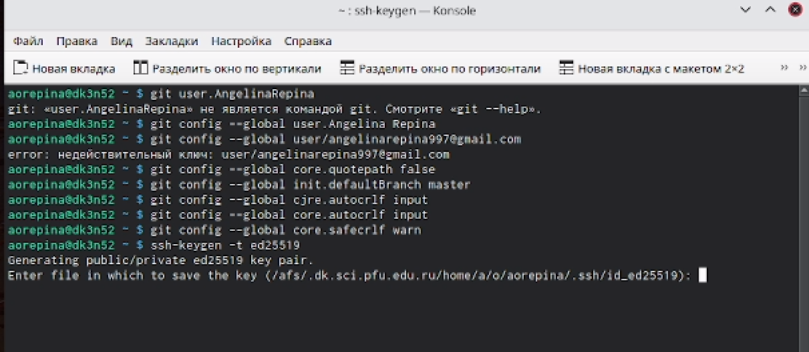 ~ : ssh-keygen — Konsole
Файл Правка Вид Закладки Настройка Справка
Новая вкладка Разделить окно по вертикали Разделить окно по горизонтали Новая вкладка с макетом 2×2 » »
aorepina@dk3n52 ~ $ git user.AngelinaRepina
git: «user.AngelinaRepina» не является командой git. Смотрите «git --help».
aorepina@dk3n52 ~ $ git config --global user.Angelina Repina
aorepina@dk3n52 ~ $ git config --global user/angelinarepina997@gmail.com
error: недействительный ключ: user/angelinarepina997@gmail.com
aorepina@dk3n52 ~ $ git config --global core.quotepath false
aorepina@dk3n52 ~ $ git config --global init.defaultBranch master
aorepina@dk3n52 ~ $ git config --global cjre.autocrlf input
aorepina@dk3n52 ~ $ git config --global core.autocrlf input
aorepina@dk3n52 ~ $ git config --global core.safecrlf warn
aorepina@dk3n52 ~ $ ssh-keygen -t ed25519
Generating public/private ed25519 key pair.
Enter file in which to save the key (/afs/.dk.sci.pfu.edu.ru/home/a/o/aorepina/.ssh/id_ed25519):